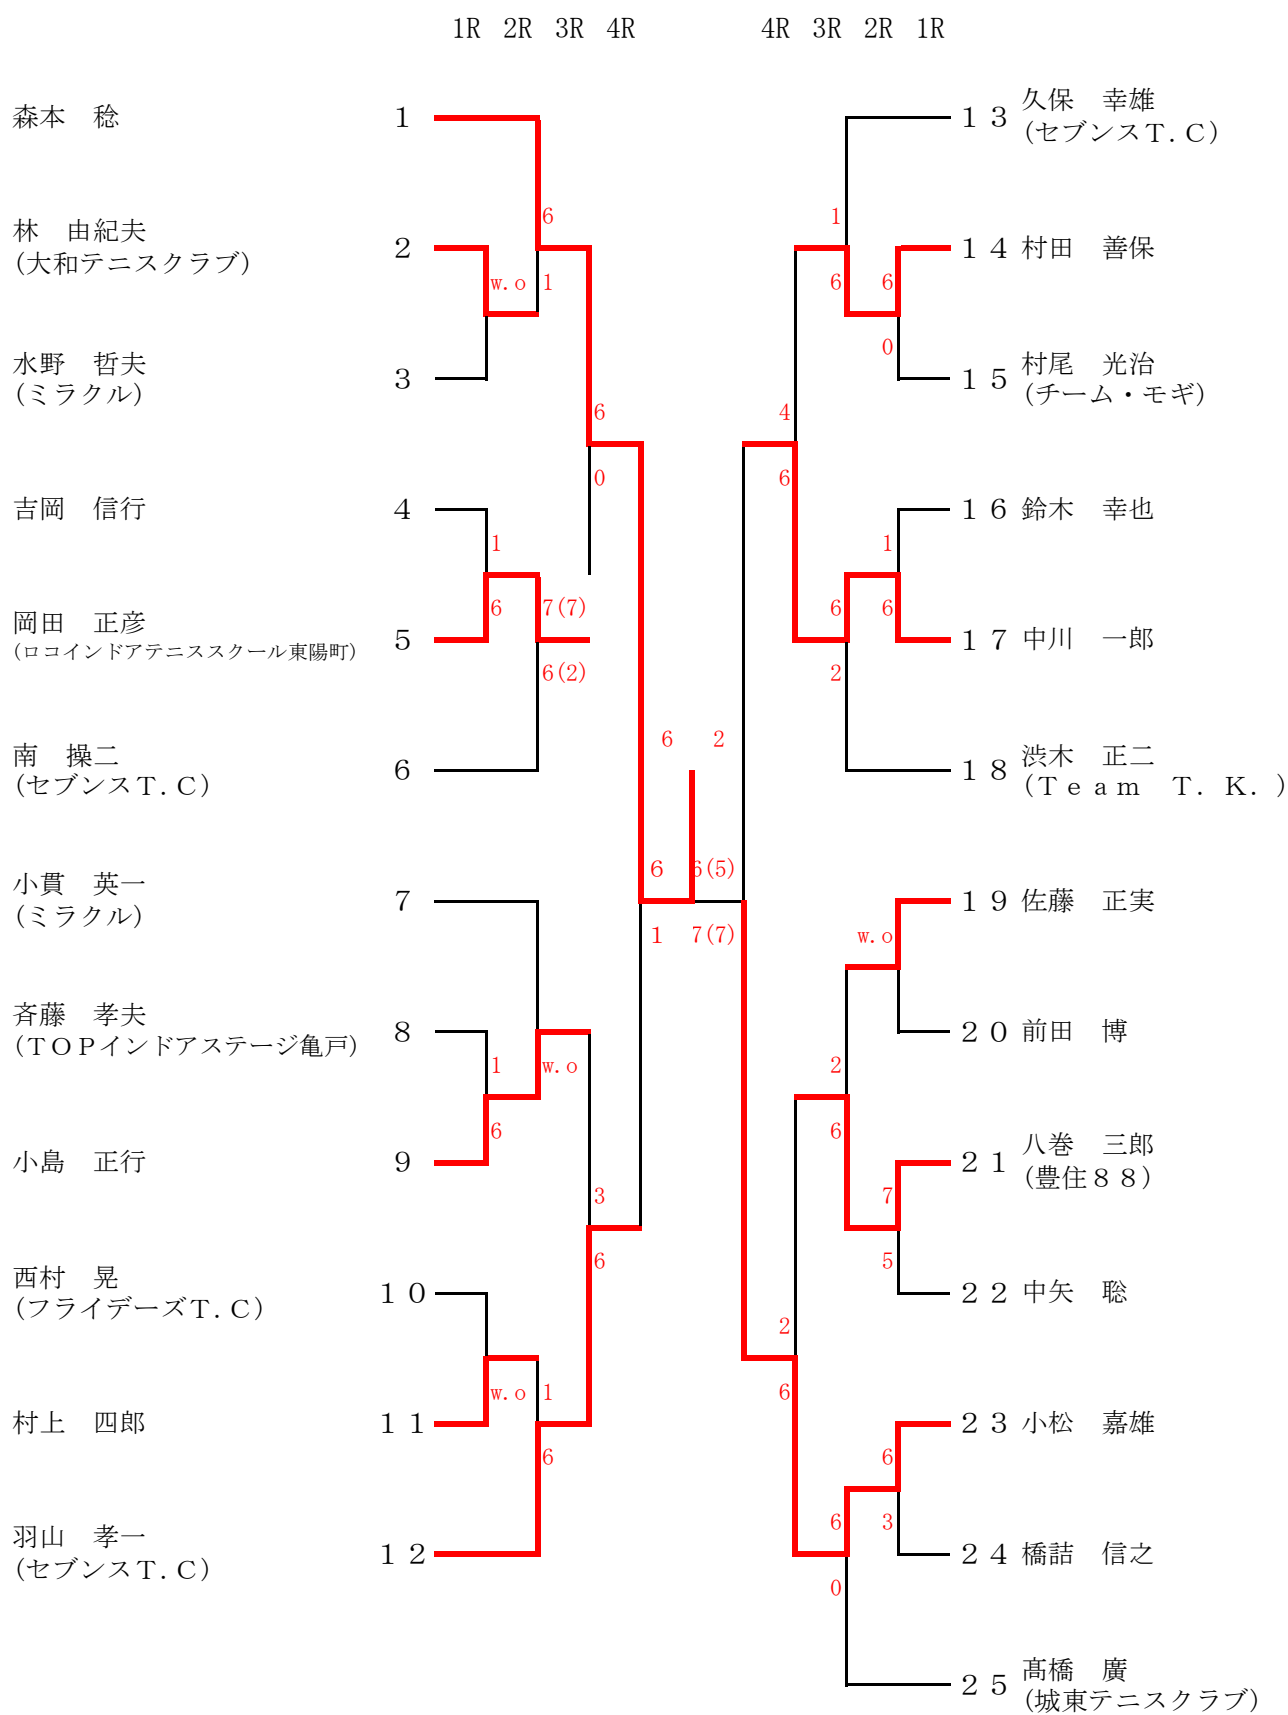 1R 2R 3R 4R
4R 3R 2R 1R
森本　稔 1
林　由紀夫
(大和テニスクラブ) 2
水野　哲夫
(ミラクル) 3
吉岡　信行 4
岡田　正彦
(ロコインドアテニススクール東陽町) 5
南　操二
(セブンスT.C) 6
小貫　英一
(ミラクル) 7
斉藤　孝夫
(TOPインドアステージ亀戸) 8
小島　正行 9
西村　晃
(フライデーズT.C) 10
村上　四郎 11
羽山　孝一
(セブンスT.C) 12
6
w.o 1
6
0
1
6 7(7)
6(2)
1
w.o
6
3
6
w.o 1
6
6 2
6 6(5)
1 7(7)
1
6 6
0
4
6
1
6 6
2
w.o
2
6
7
5
2
6
6
6 3
0
13 久保　幸雄
(セブンスT.C)
14 村田　善保
15 村尾　光治
(チーム・モギ)
16 鈴木　幸也
17 中川　一郎
18 渋木　正二
(Team　T. K. )
19 佐藤　正実
20 前田　博
21 八巻　三郎
(豊住88)
22 中矢　聡
23 小松　嘉雄
24 橋詰　信之
25 髙橋　廣
(城東テニスクラブ)